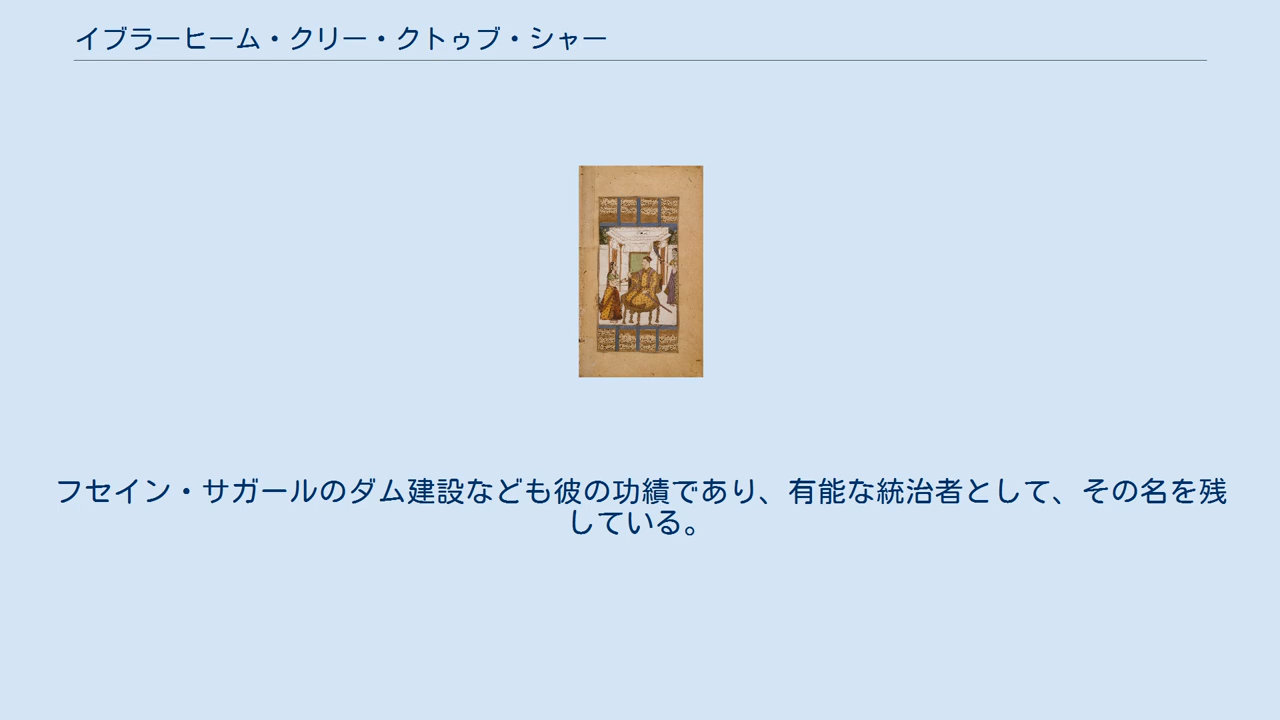 イブラーヒーム・クリー・クトゥブ・シャー
フセイン・サガールのダム建設なども彼の功績であり、有能な統治者として、その名を残
している。